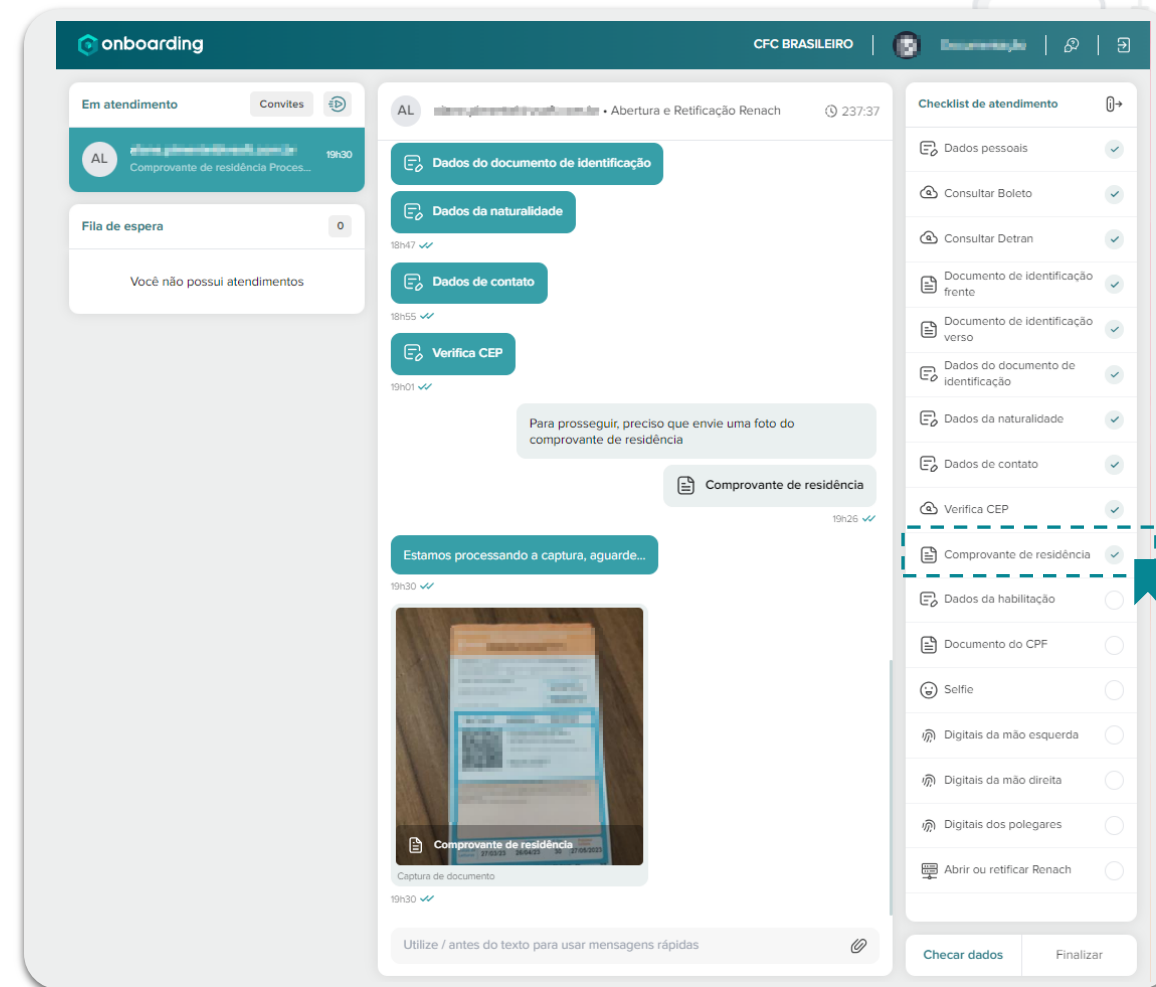 onboarding
CFC BRASILEIRO
Em atendimento
Convites
AL
19h30
Comprovante de residência Proces...
Fila de espera
0
Você não possui atendimentos
AL
• Abertura e Retificação Renach
237:37
Dados do documento de identificação
Dados da naturalidade
18h47
Dados de contato
18h55
Verifica CEP
19h01
Para prosseguir, preciso que envie uma foto do
comprovante de residência
Comprovante de residência
19h26
Estamos processando a captura, aguarde...
19h30
Comprovante de residência
Captura de documento
19h30
Utilize / antes do texto para usar mensagens rápidas
Checklist de atendimento
Dados pessoais
Consultar Boleto
Consultar Detran
Documento de identificação
frente
Documento de identificação
verso
Dados do documento de
identificação
Dados da naturalidade
Dados de contato
Verifica CEP
Comprovante de residência
Dados da habilitação
Documento do CPF
Selfie
Digitais da mão esquerda
Digitais da mão direita
Digitais dos polegares
Abrir ou retificar Renach
Checar dados
Finalizar